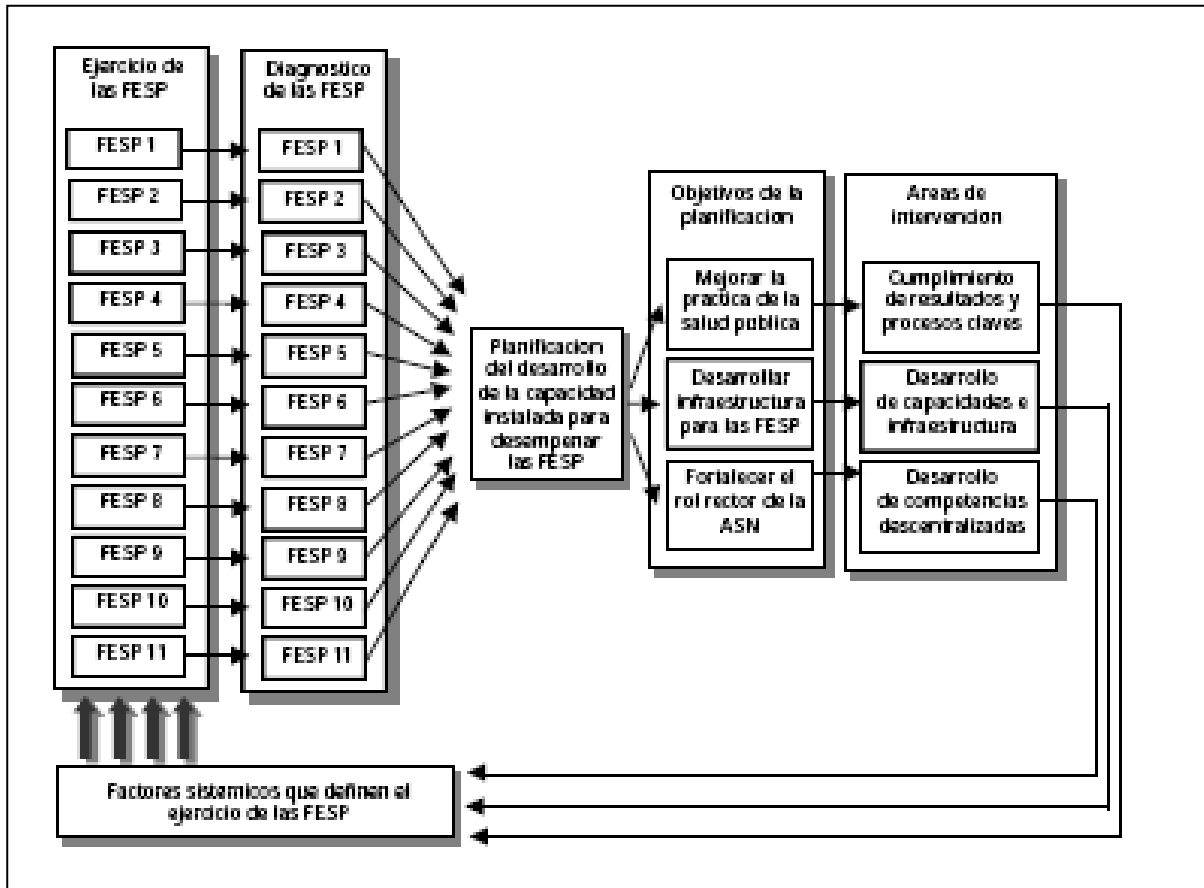 Ejercicio de
las FESP
FESP 1
FESP 2
FESP 3
FESP 4
FESP 5
FESP 6
FESP 7
FESP 8
FESP 9
FESP 10
FESP 11
Diagnostico
de las FESP
FESP 1
FESP 2
FESP 3
FESP 4
FESP 5
FESP 6
FESP 7
FESP 8
FESP 9
FESP 10
FESP 11
Planificacion
del desarrollo
de la capacidad
instalada para
desempenar
las FESP
Objetivos de la
planificacion
Mejorar la
practica de la
salud publica
Desarrollar
infraestructura
para las FESP
Fortalecer el
rol rector de la
ASN
Areas de
intervencion
Cumplimiento
de resultados y
procesos claves
Desarrollo
de capacidades e
infraestructura
Desarrollo
de competencias
descentralizadas
Factores sistemicos que definen el
ejercicio de las FESP